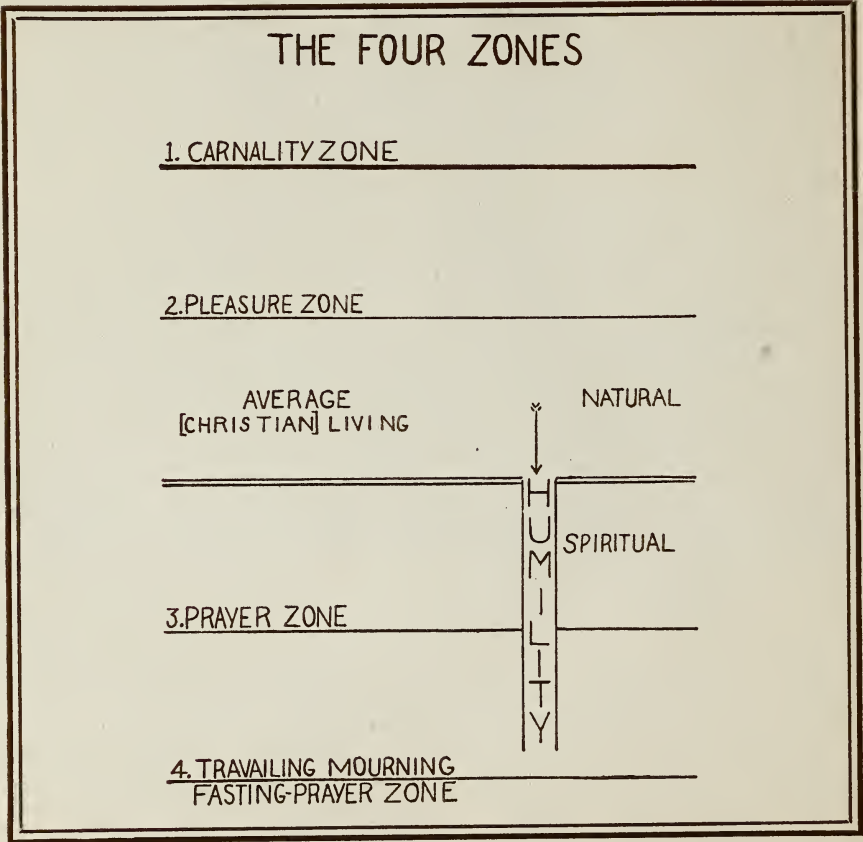 THE FOUR ZONES
1. CARNALITY ZONE
2. PLEASURE ZONE
AVERAGE
[CHRISTIAN] LIVING
NATURAL
HUMILITY
SPIRITUAL
3. PRAYER ZONE
4. TRAVAILING MOURNING
FASTING-PRAYER ZONE